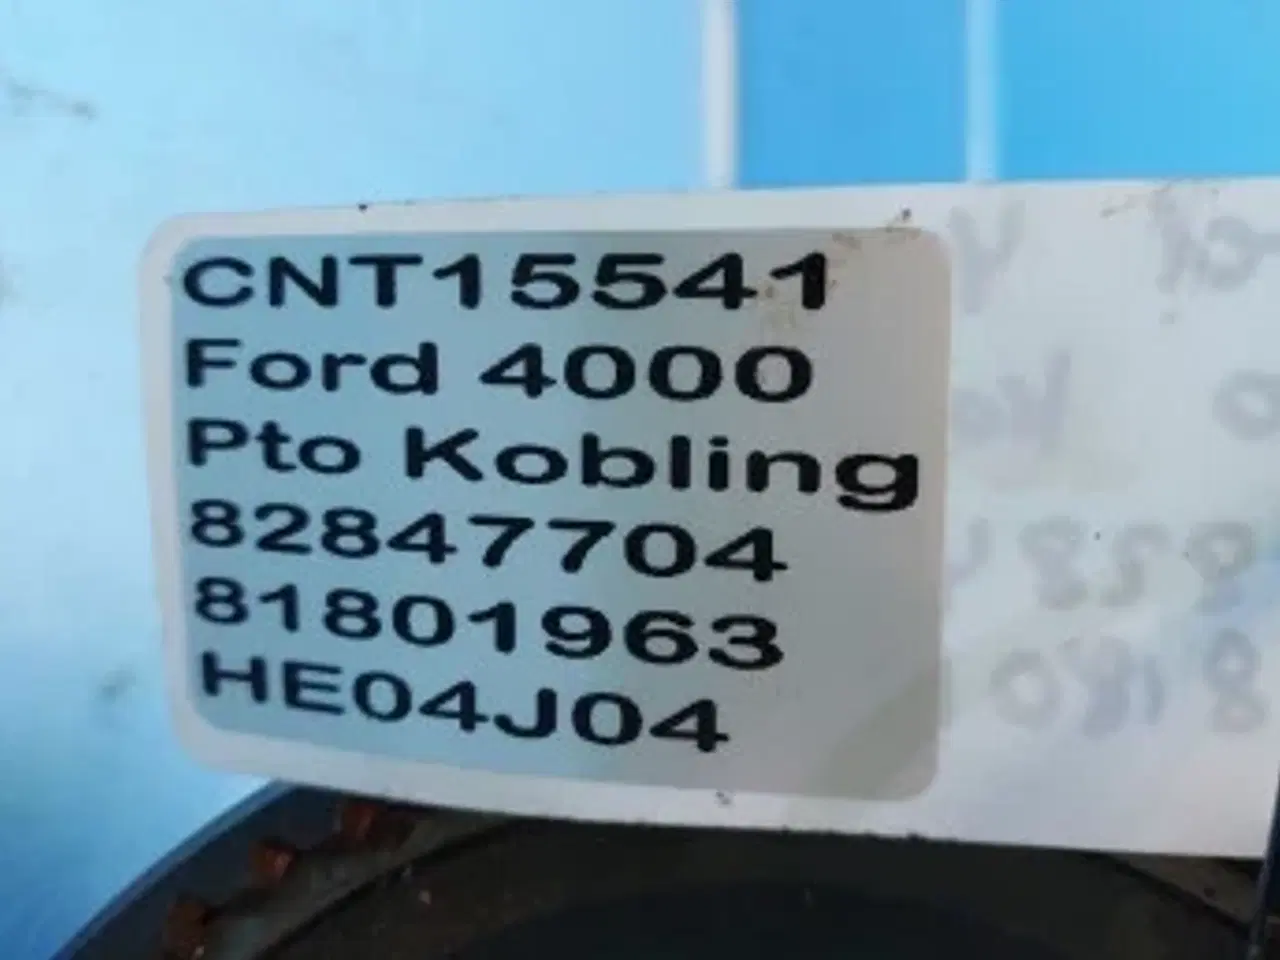 CNT15541
Ford 4000
Pto Kobling
82847704
81801963
HE04J04